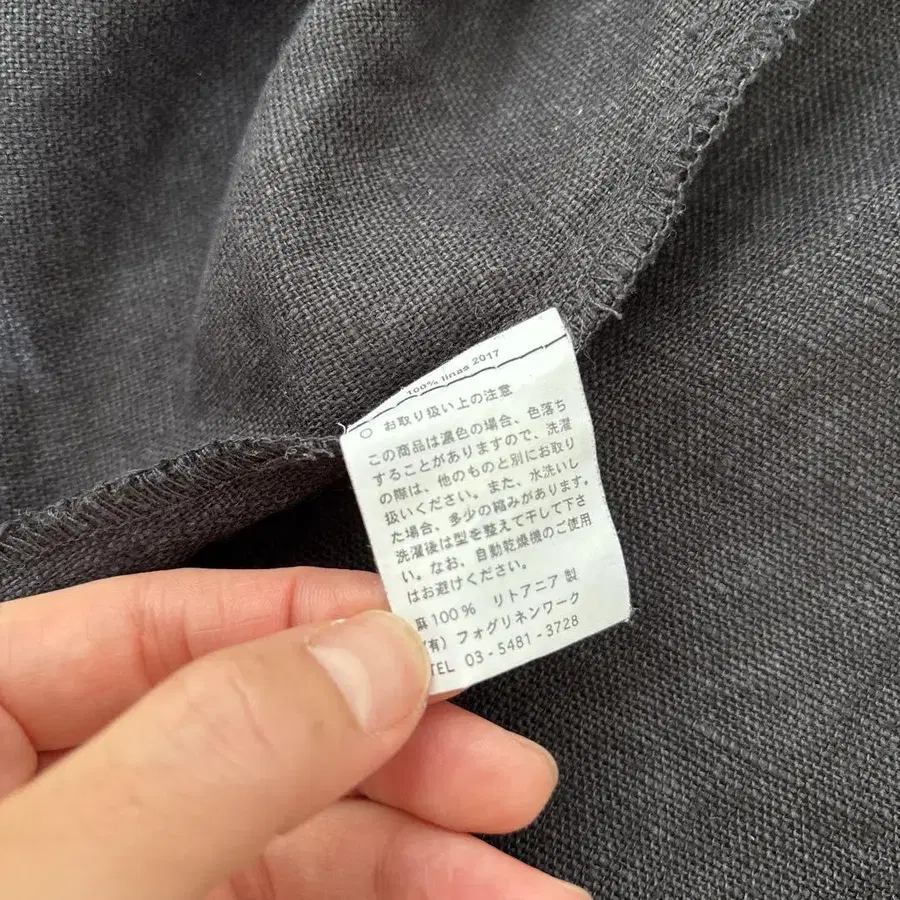 100% linas 2017
○ お取り扱い上の注意
この商品は濃色の場合、色落ち
することがありますので、洗濯
の際は、他のものと別にお取り
扱いください。また、水洗いし
た場合、多少の縮みがあります。
洗濯後は型を整えて干して下さ
い。なお、自動乾燥機のご使用
はお避けください。
麻100% リトアニア 製
(有)フォグリネンワーク
TEL 03-5481-3728